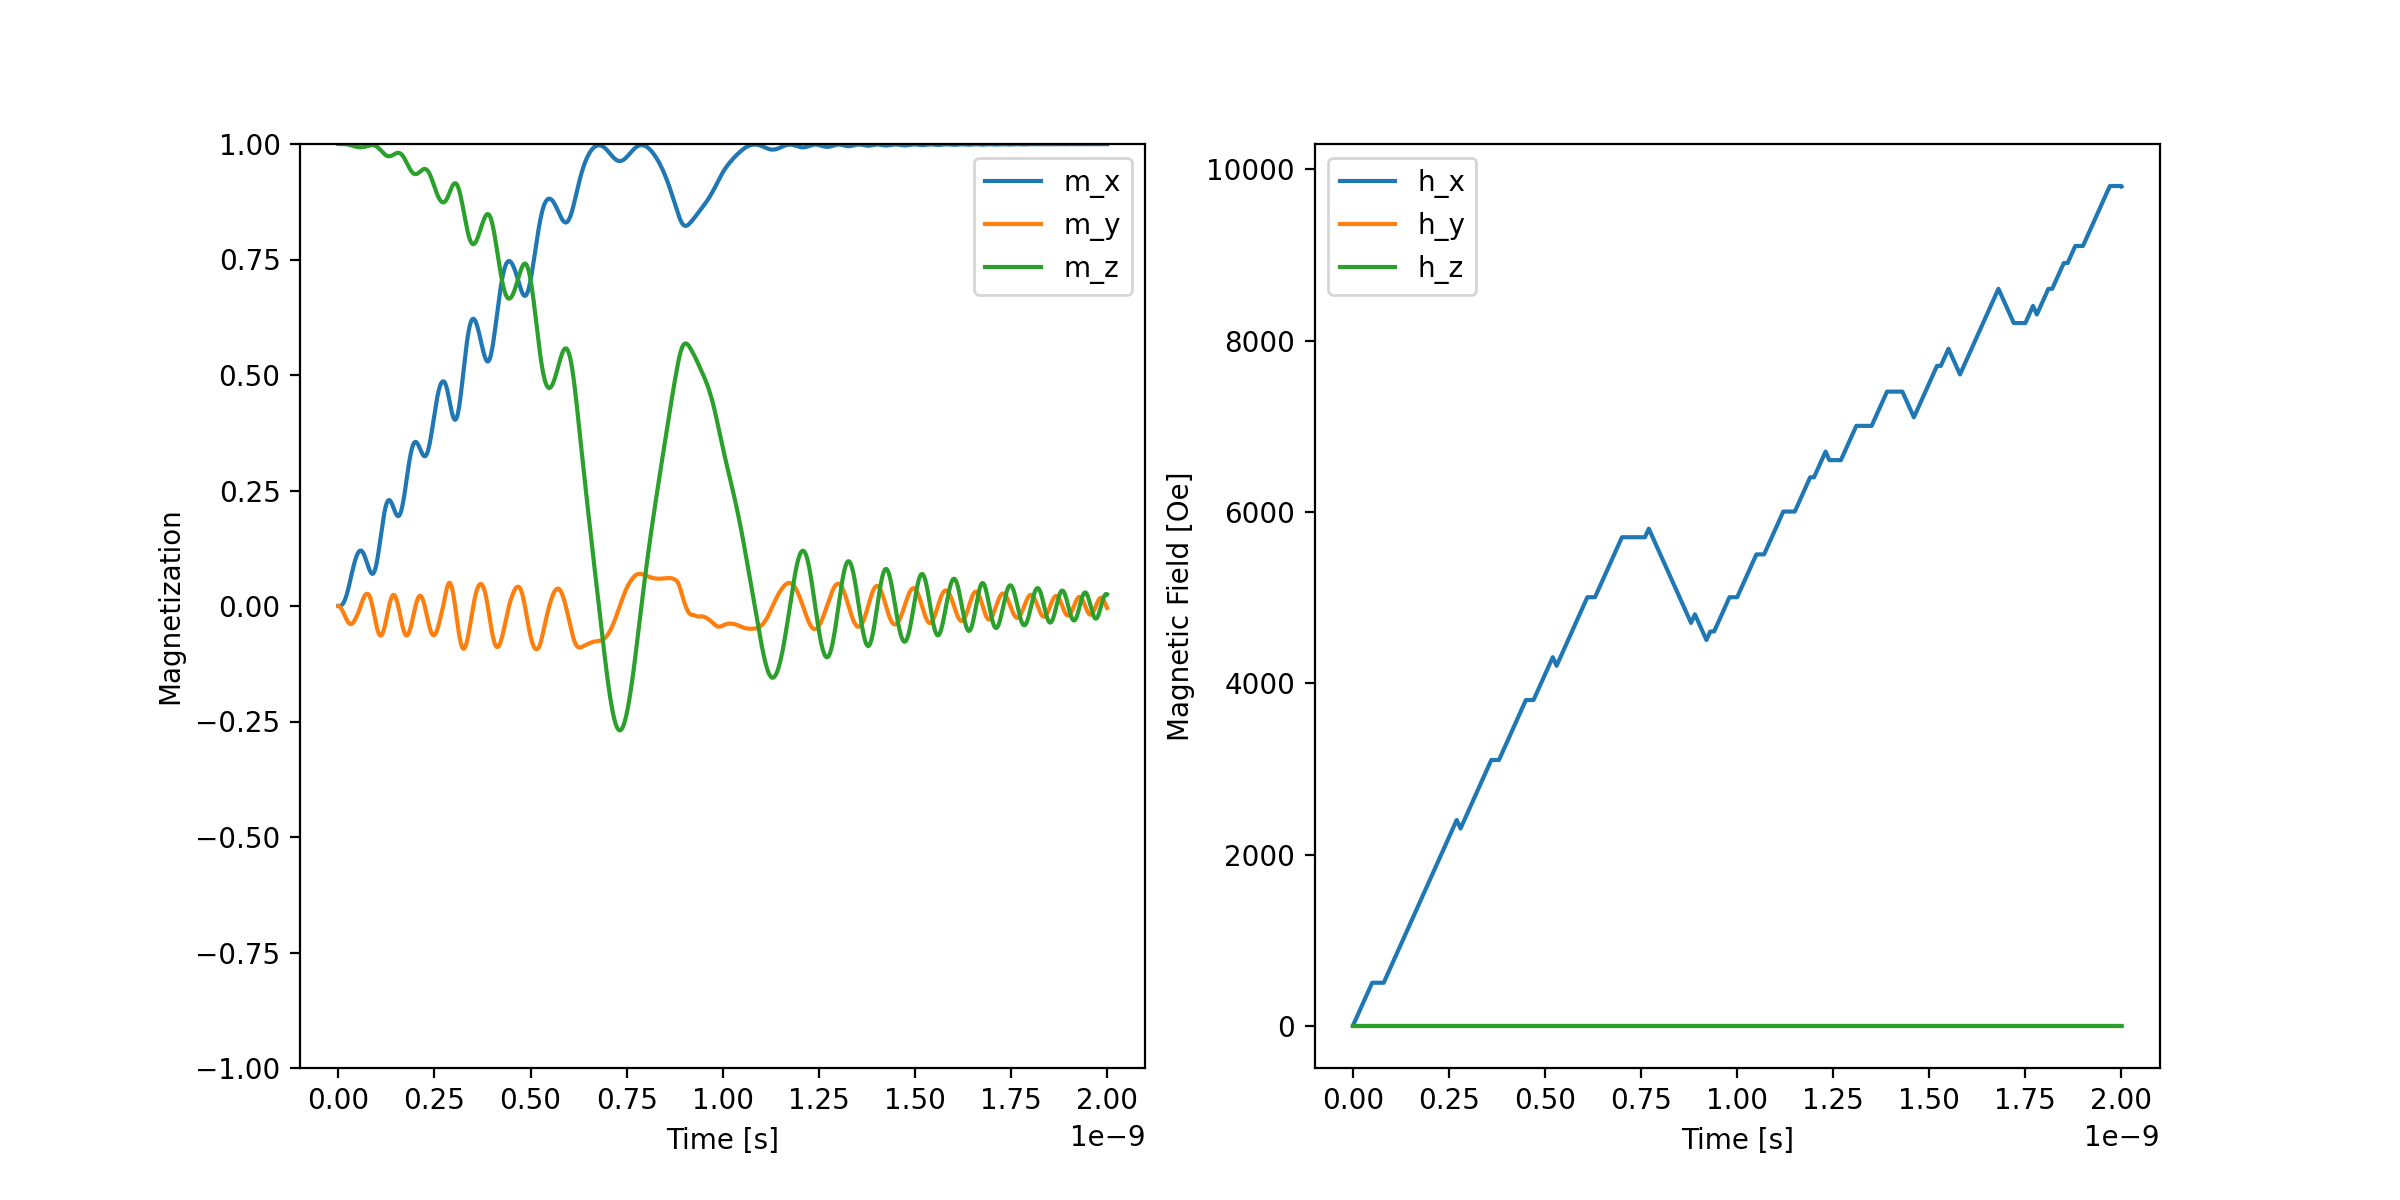 1.00
0.75
0.50
0.25
0.00
−0.25
−0.50
−0.75
−1.00
Magnetization
m_x
m_y
m_z
0.00 0.25 0.50 0.75 1.00 1.25 1.50 1.75 2.00
Time [s]
1e−9
10000
8000
6000
4000
2000
0
Magnetic Field [Oe]
h_x
h_y
h_z
0.00 0.25 0.50 0.75 1.00 1.25 1.50 1.75 2.00
Time [s]
1e−9